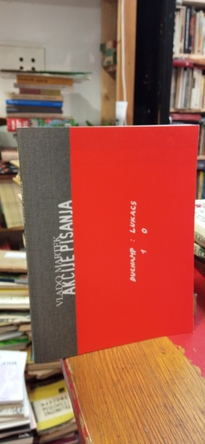 VLADO MARTEK
AKCIJE PISANJA
DUCHAMP : LUKACS
1 0